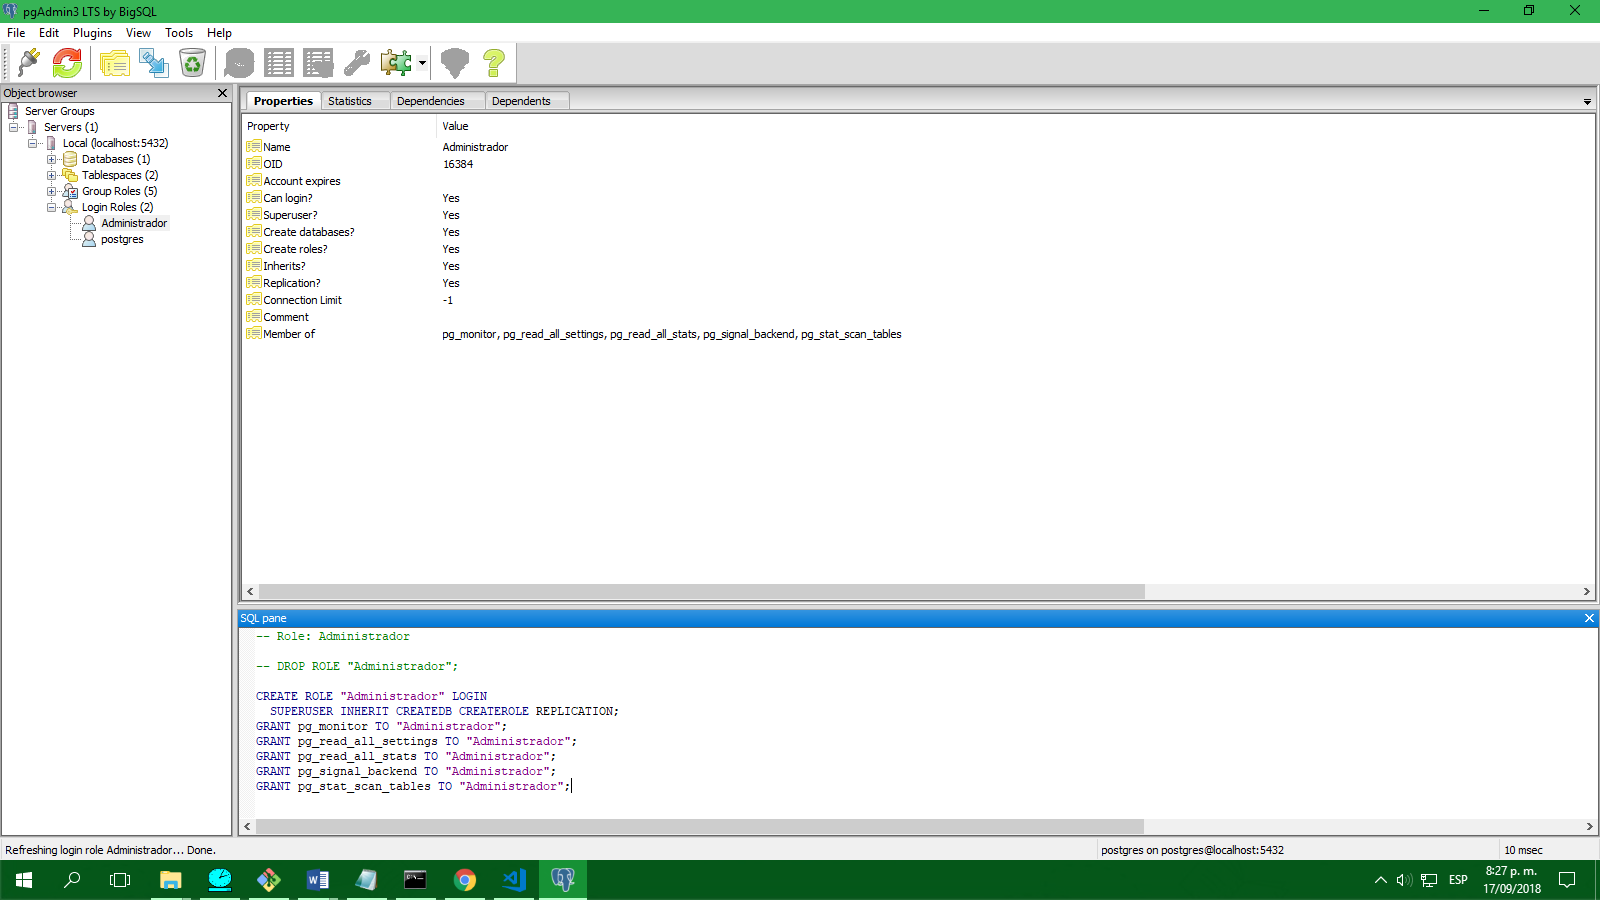 pgAdmin3 LTS by BigSQL
File Edit Plugins View Tools Help
Object browser
Server Groups
Servers (1)
Local (localhost:5432)
Databases (1)
Tablespaces (2)
Group Roles (5)
Login Roles (2)
Administrador
postgres
Properties Statistics Dependencies Dependents
Property Value
Name Administrador
OID 16384
Account expires
Can login? Yes
Superuser? Yes
Create databases? Yes
Create roles? Yes
Inherits? Yes
Replication? Yes
Connection Limit -1
Comment
Member of pg_monitor, pg_read_all_settings, pg_read_all_stats, pg_signal_backend, pg_stat_scan_tables
SQL pane
-- Role: Administrador
-- DROP ROLE "Administrador";
CREATE ROLE "Administrador" LOGIN
SUPERUSER INHERIT CREATEDB CREATEROLE REPLICATION;
GRANT pg_monitor TO "Administrador";
GRANT pg_read_all_settings TO "Administrador";
GRANT pg_read_all_stats TO "Administrador";
GRANT pg_signal_backend TO "Administrador";
GRANT pg_stat_scan_tables TO "Administrador";
Refreshing login role Administrador... Done. postgres on postgres@localhost:5432 10 msec
ESP 8:27 p. m.
17/09/2018